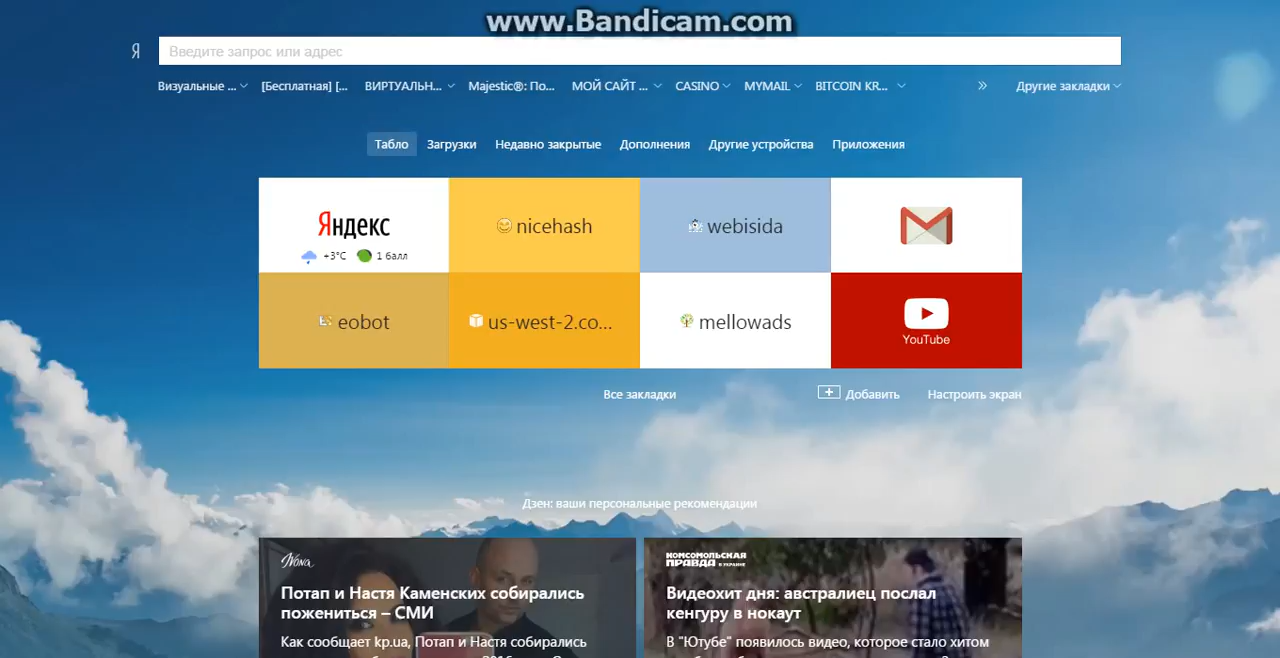 www.Bandicam.com
Я Введите запрос или адрес
Визуальные ... [Бесплатная] [... ВИРТУАЛЬН... Majestic®: По... МОЙ САЙТ ... CASINO MYMAIL BITCOIN KR... » Другие закладки
Табло Загрузки Недавно закрытые Дополнения Другие устройства Приложения
Яндекс
+3°C 1 балл
nicehash
webisida
eobot
us-west-2.co...
mellowads
YouTube
Все закладки Добавить Настроить экран
Дзен: ваши персональные рекомендации
Потап и Настя Каменских собирались
пожениться – СМИ
Как сообщает kp.ua, Потап и Настя собирались
КОМСОМОЛЬСКАЯ
ПРАВДА В УКРАИНЕ
Видеохит дня: австралиец послал
кенгуру в нокаут
В "Ютубе" появилось видео, которое стало хитом